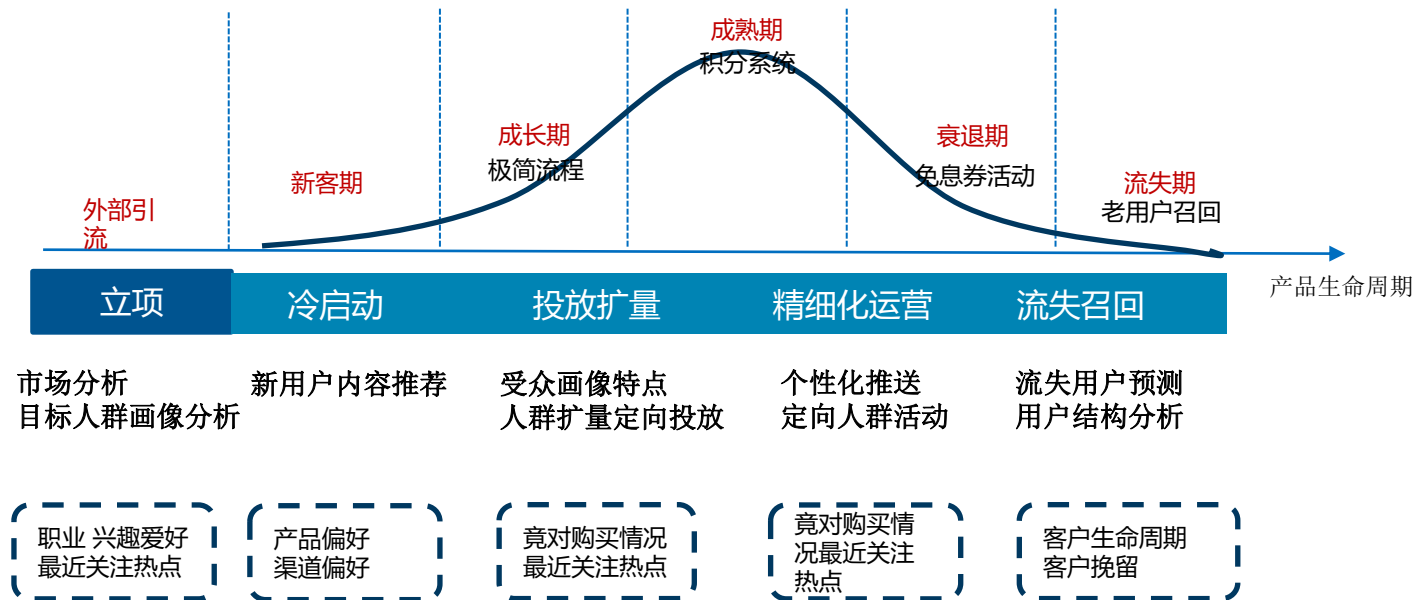 成熟期
积分系统
成长期
极简流程
衰退期
免息券活动
新客期
流失期
老用户召回
外部引
流
产品生命周期
立项
冷启动
投放扩量
精细化运营
流失召回
市场分析
目标人群画像分析
新用户内容推荐
受众画像特点
人群扩量定向投放
个性化推送
定向人群活动
流失用户预测
用户结构分析
职业 兴趣爱好
最近关注热点
产品偏好
渠道偏好
竟对购买情况
最近关注热点
竟对购买情
况最近关注
热点
客户生命周期
客户挽留